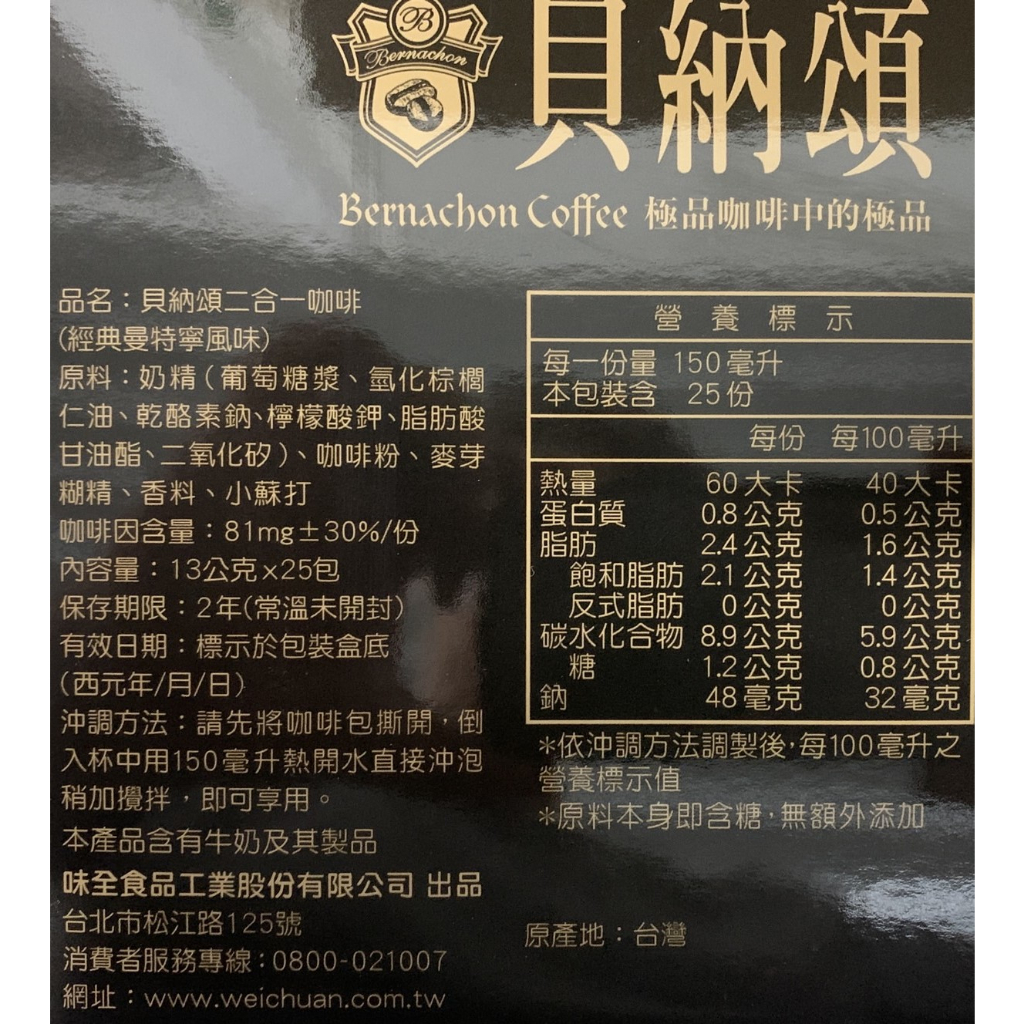 B
Bernachon
貝納頌
Bernachon Coffee 極品咖啡中的極品
品名：貝納頌二合一咖啡
(經典曼特寧風味)
原料：奶精(葡萄糖漿、氫化棕櫚
仁油、乾酪素鈉、檸檬酸鉀、脂肪酸
甘油酯、二氧化矽)、咖啡粉、麥芽
糊精、香料、小蘇打
咖啡因含量：81mg±30%/份
內容量：13公克x25包
保存期限：2年(常溫未開封)
有效日期：標示於包裝盒底
(西元年/月/日)
沖調方法：請先將咖啡包撕開，倒
入杯中用150毫升熱開水直接沖泡
稍加攪拌，即可享用。
本產品含有牛奶及其製品
味全食品工業股份有限公司 出品
台北市松江路125號
消費者服務專線：0800-021007
網址：www.weichuan.com.tw
營養標示
每一份量 150毫升
本包裝含 25份
每份 每100毫升
熱量 60大卡 40大卡
蛋白質 0.8公克 0.5公克
脂肪 2.4公克 1.6公克
飽和脂肪 2.1公克 1.4公克
反式脂肪 0公克 0公克
碳水化合物 8.9公克 5.9公克
糖 1.2公克 0.8公克
鈉 48毫克 32毫克
*依沖調方法調製後，每100毫升之
營養標示值
*原料本身即含糖，無額外添加
原產地：台灣